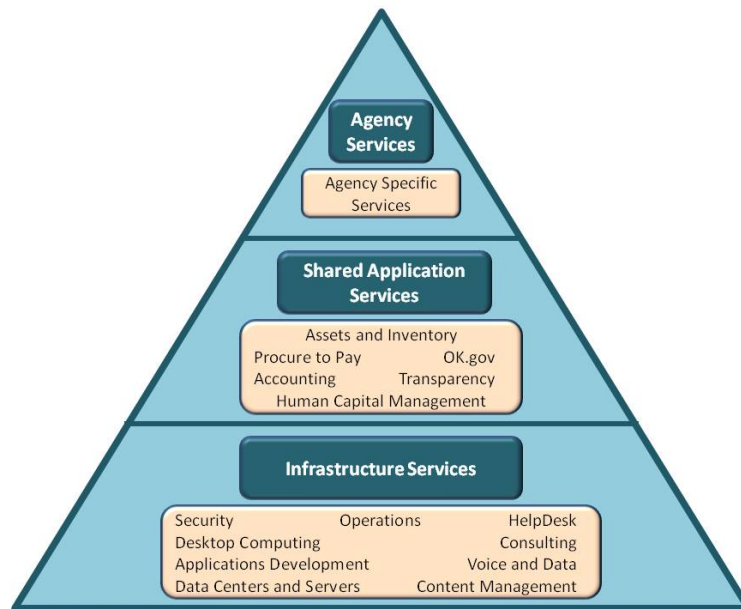 Agency
Services
Agency Specific
Services
Shared Application
Services
Assets and Inventory
Procure to Pay OK.gov
Accounting Transparency
Human Capital Management
Infrastructure Services
Security Operations HelpDesk
Desktop Computing Consulting
Applications Development Voice and Data
Data Centers and Servers Content Management